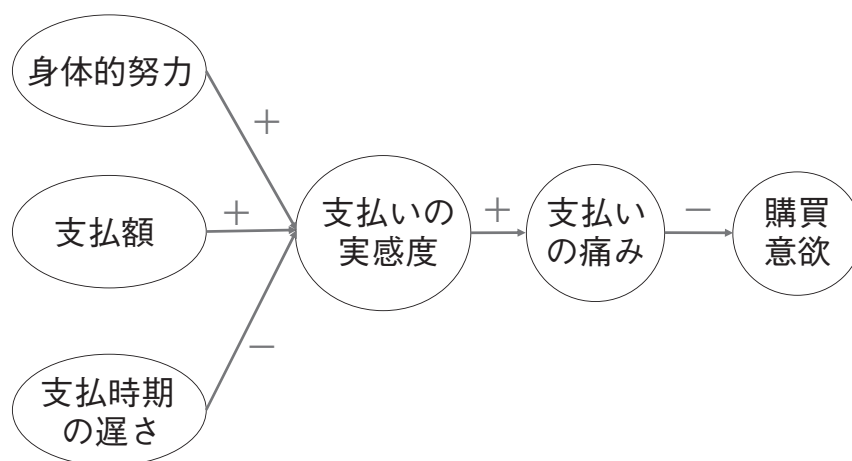 身体的努力
＋
支払額
＋
支払時期
の遅さ
－
支払いの
実感度
＋
支払い
の痛み
－
購買
意欲